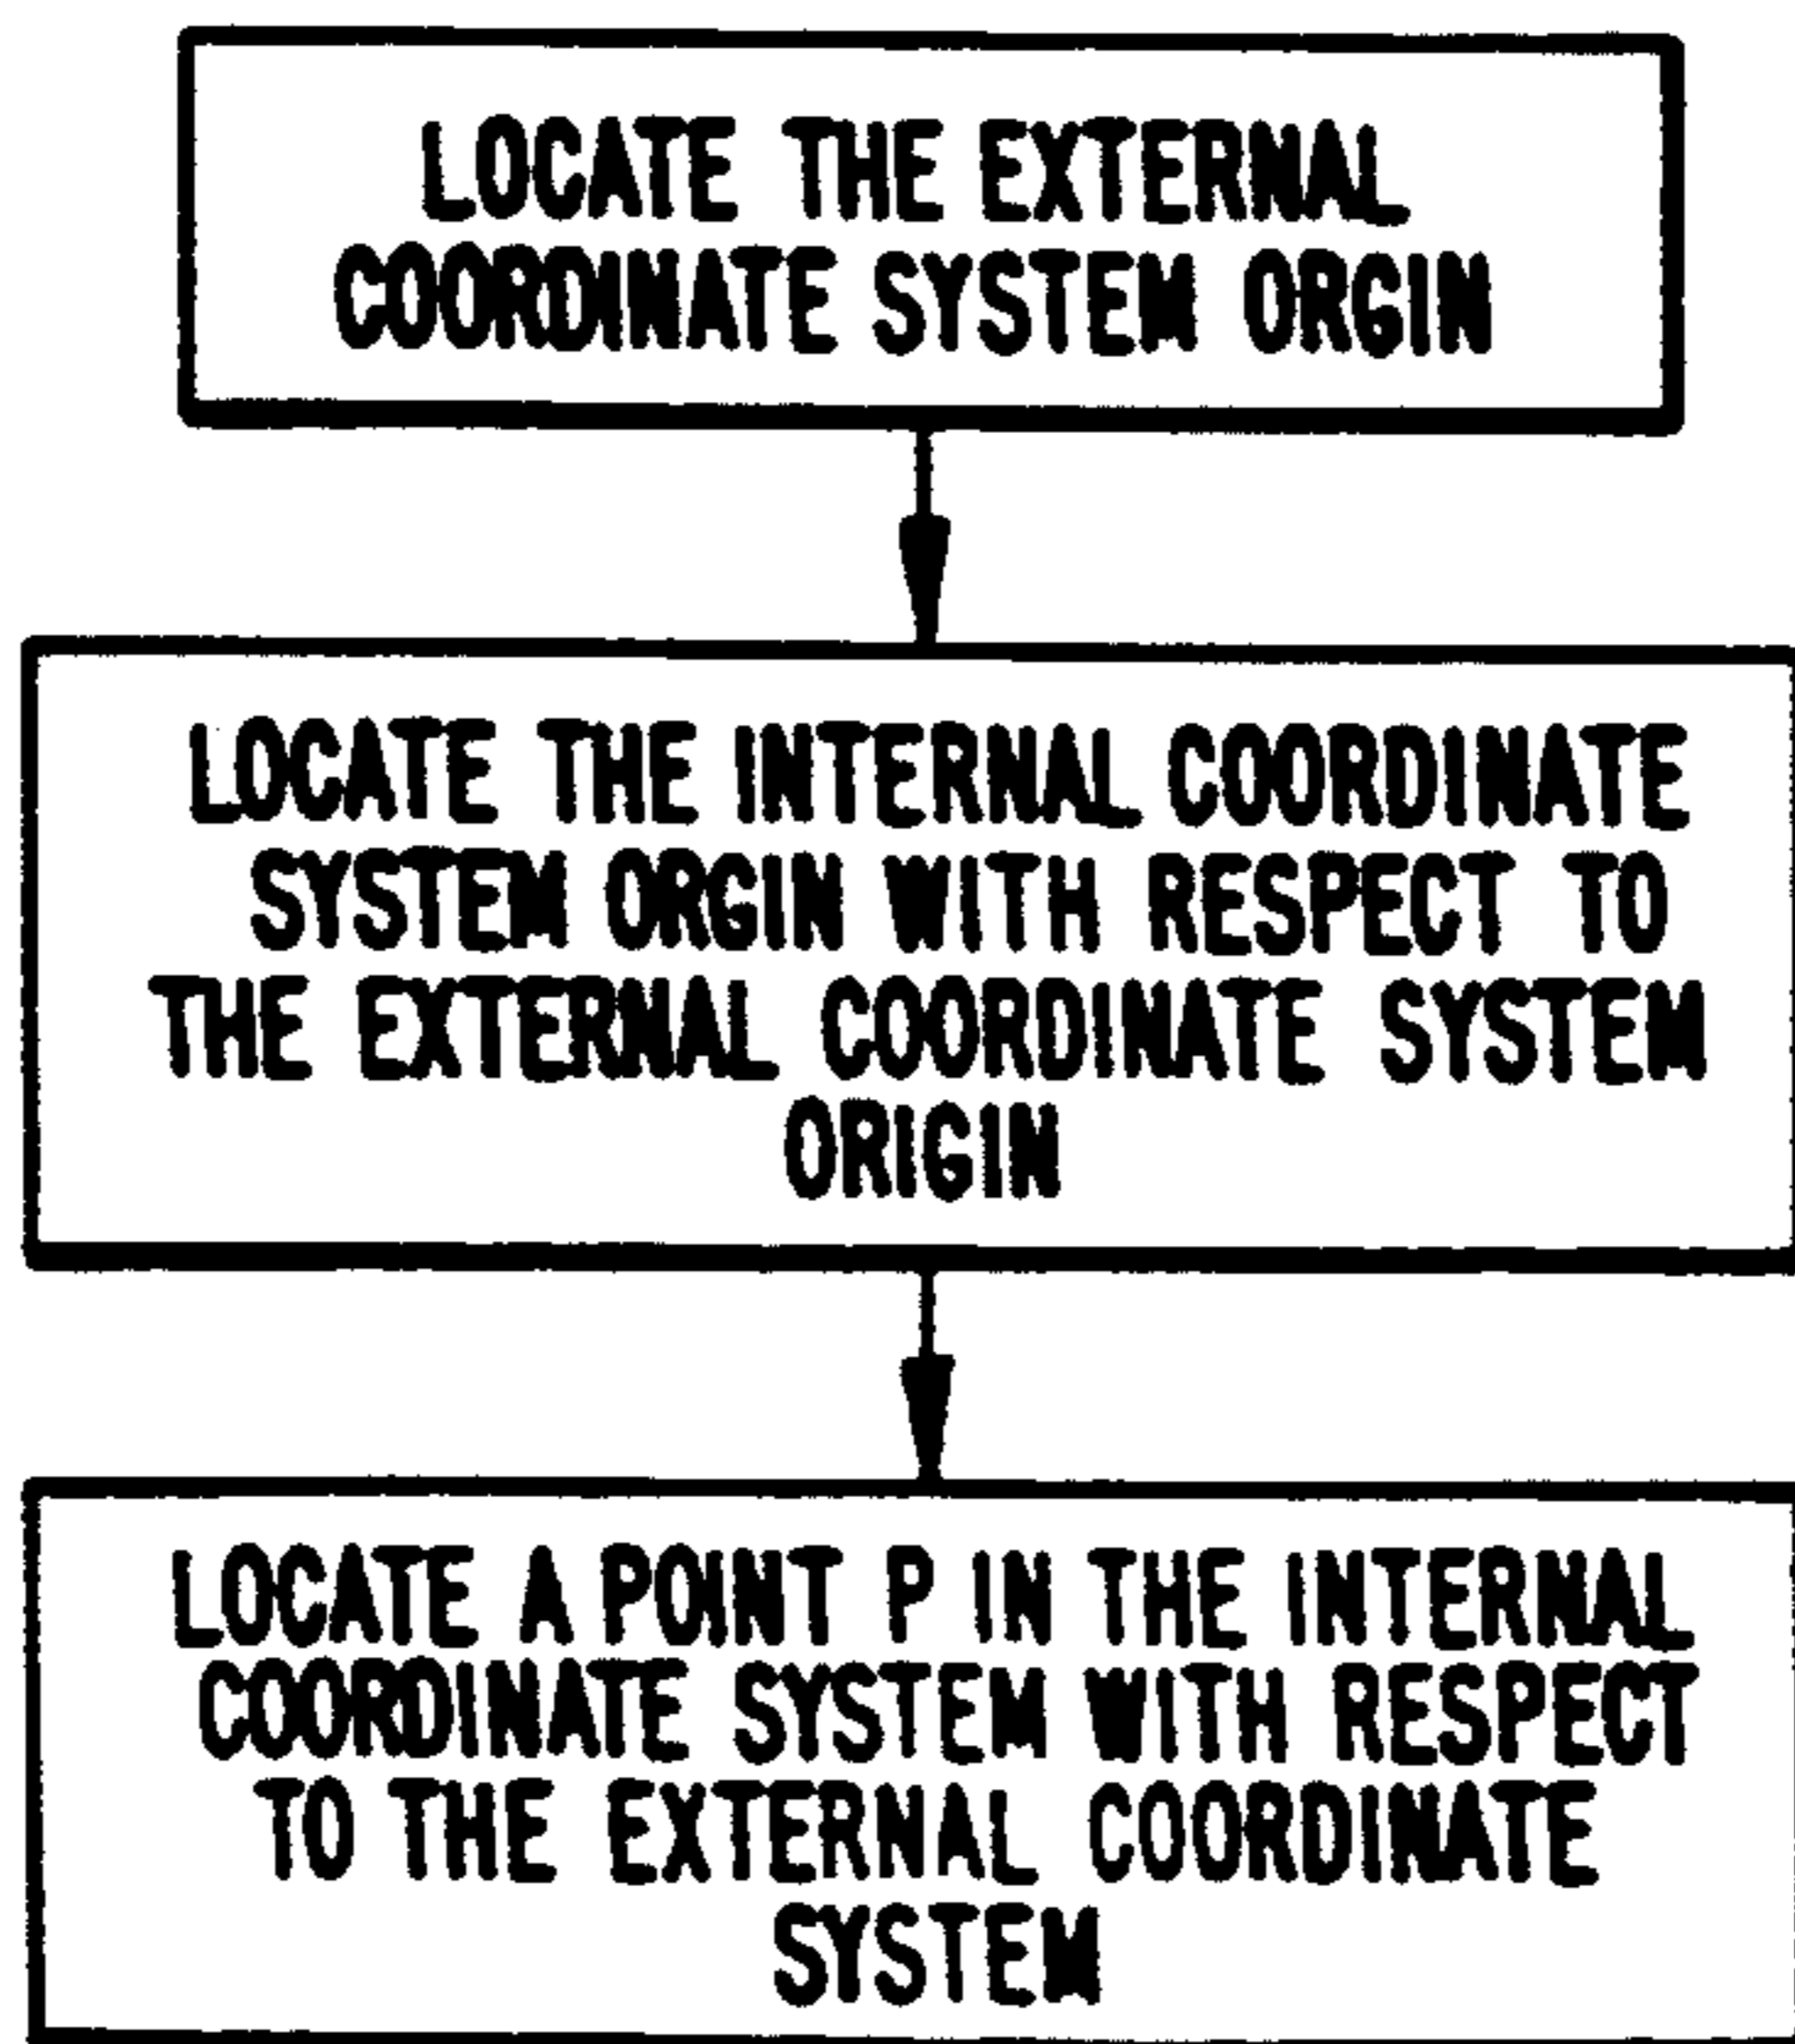 LOCATE THE EXTERNAL
COORDINATE SYSTEM ORGIN
LOCATE THE INTERNAL COORDINATE
SYSTEM ORGIN WITH RESPECT TO
THE EXTERNAL COORDINATE SYSTEM
ORIGIN
LOCATE A POINT P IN THE INTERNAL
COORDINATE SYSTEM WITH RESPECT
TO THE EXTERNAL COORDINATE
SYSTEM